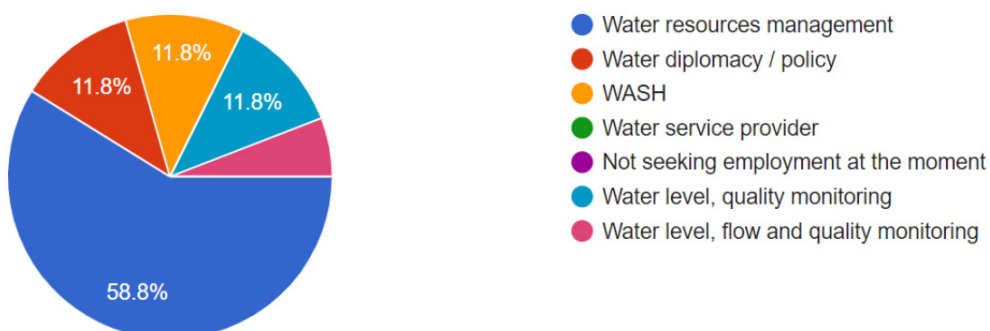 11.8%
11.8%
11.8%
58.8%
Water resources management
Water diplomacy / policy
WASH
Water service provider
Not seeking employment at the moment
Water level, quality monitoring
Water level, flow and quality monitoring